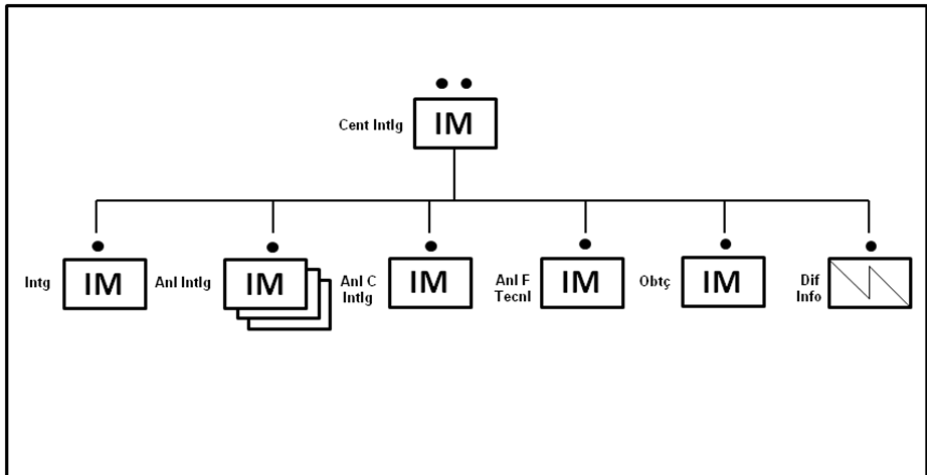 Cent Intlg
IM
Intg
IM
Anl Intlg
IM
Anl C
Intlg
IM
Anl F
Tecnl
IM
Obtç
IM
Dif
Info